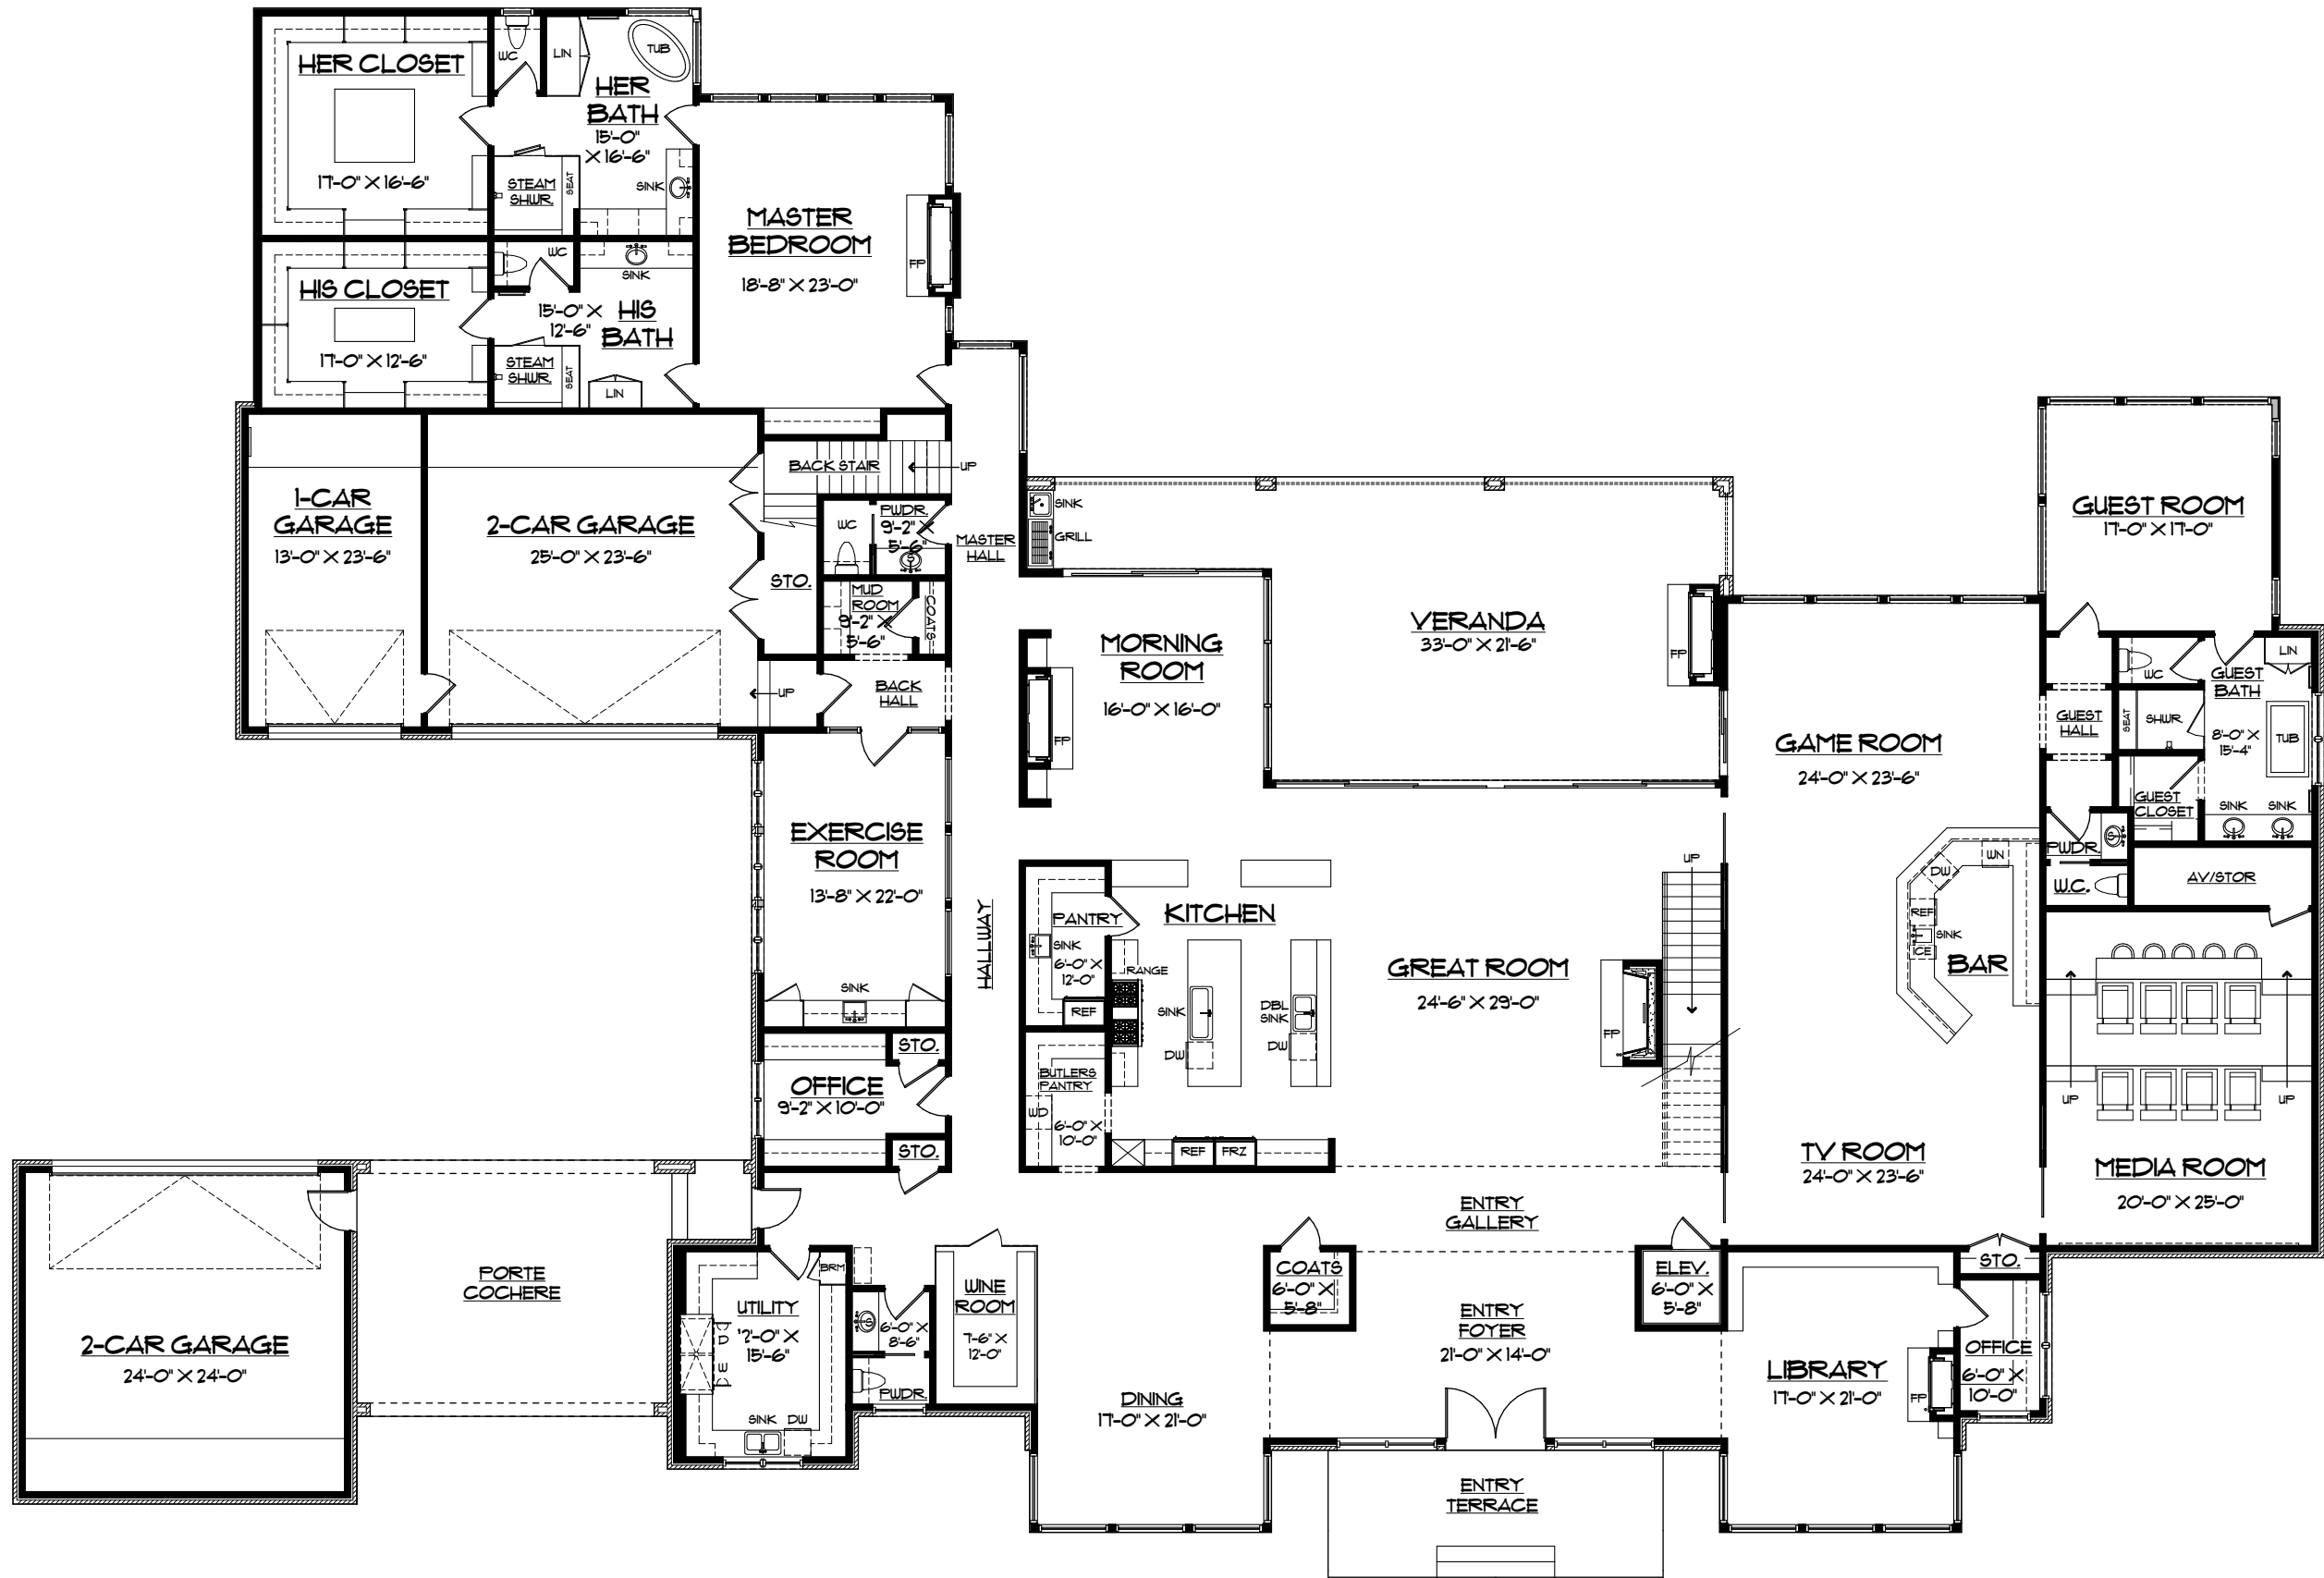 HER CLOSET
17'-0" X 16'-6"
WC
LIN
TUB
HER
BATH
15'-0"
X 16'-6"
STEAM
SHWR.
SEAT
SINK
MASTER
BEDROOM
18'-8" X 23'-0"
FP
HIS CLOSET
17'-0" X 12'-6"
WC
SINK
15'-0" X
12'-6"
HIS
BATH
STEAM
SHWR.
SEAT
LIN
1-CAR
GARAGE
13'-0" X 23'-6"
2-CAR GARAGE
25'-0" X 23'-6"
BACK STAIR
UP
STO.
WC
PWDR.
9'-2" X
5'-6"
S
MASTER
HALL
MUD
ROOM
9'-2" X
5'-6"
COATS
UP
BACK
HALL
SINK
GRILL
VERANDA
33'-0" X 21'-6"
FP
MORNING
ROOM
16'-0" X 16'-0"
FP
GUEST ROOM
17'-0" X 17'-0"
WC
LIN
GUEST
BATH
8'-0" X
15'-4"
TUB
SEAT
SHWR
GUEST
HALL
GUEST
CLOSET
SINK
SINK
GAME ROOM
24'-0" X 23'-6"
PWDR.
S
W.C.
AV/STOR
EXERCISE
ROOM
13'-8" X 22'-0"
SINK
HALLWAY
PANTRY
SINK
6'-0" X
12'-0"
REF
KITCHEN
RANGE
SINK
DW
DBL
SINK
DW
GREAT ROOM
24'-6" X 29'-0"
FP
UP
WN
DW
REF
SINK
ICE
BAR
UP
UP
MEDIA ROOM
20'-0" X 25'-0"
TV ROOM
24'-0" X 23'-6"
STO.
OFFICE
9'-2" X 10'-0"
STO.
BUTLERS
PANTRY
WD
6'-0" X
10'-0"
REF
FRZ
ENTRY
GALLERY
2-CAR GARAGE
24'-0" X 24'-0"
PORTE
COCHERE
UTILITY
12'-0" X
15'-6"
BRM
D
W
SINK
DW
S
6'-0" X
8'-6"
PWDR.
WINE
ROOM
7'-6" X
12'-0"
DINING
17'-0" X 21'-0"
COATS
6'-0" X
5'-8"
ENTRY
FOYER
21'-0" X 14'-0"
ELEV.
6'-0" X
5'-8"
LIBRARY
17'-0" X 21'-0"
FP
STO.
OFFICE
6'-0" X
10'-0"
ENTRY
TERRACE